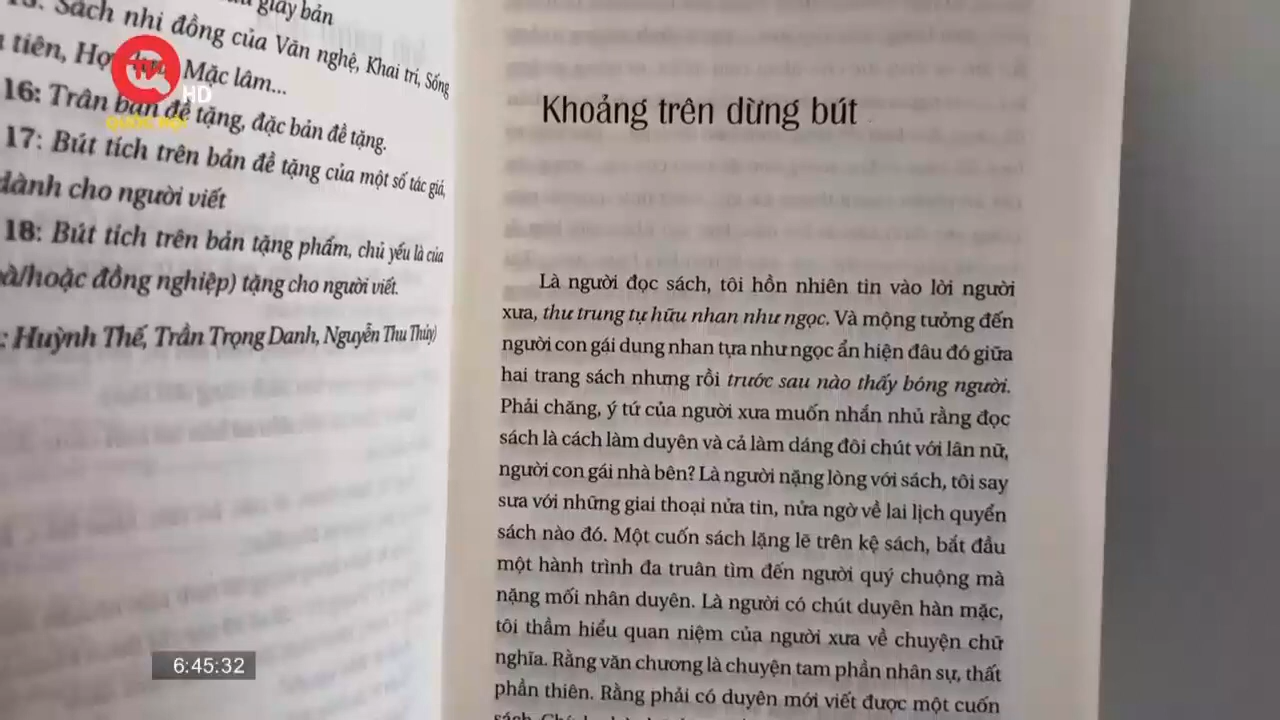 giấy bản
Sách nhi đồng của Văn nghệ, Khai trí, Sống
tiên, Mặc lâm...
16: Trân bản đề tặng, đặc bản đề tặng.
17: Bút tích trên bản đề tặng của một số tác giả,
dành cho người viết
18: Bút tích trên bản tặng phẩm, chủ yếu là của
và/hoặc đồng nghiệp) tặng cho người viết.
: Huỳnh Thế, Trần Trọng Danh, Nguyễn Thu Thủy)
TV HD
QUỐC HỘI
Khoảng trên dừng bút
Là người đọc sách, tôi hồn nhiên tin vào lời người
xưa, thư trung tự hữu nhan như ngọc. Và mộng tưởng đến
người con gái dung nhan tựa như ngọc ẩn hiện đâu đó giữa
hai trang sách nhưng rồi trước sau nào thấy bóng người.
Phải chăng, ý tứ của người xưa muốn nhắn nhủ rằng đọc
sách là cách làm duyên và cả làm dáng đôi chút với lân nữ,
người con gái nhà bên? Là người nặng lòng với sách, tôi say
sưa với những giai thoại nửa tin, nửa ngờ về lai lịch quyển
sách nào đó. Một cuốn sách lặng lẽ trên kệ sách, bắt đầu
một hành trình đa truân tìm đến người quý chuộng mà
nặng mối nhân duyên. Là người có chút duyên hàn mặc,
tôi thầm hiểu quan niệm của người xưa về chuyện chữ
nghĩa. Rằng văn chương là chuyện tam phần nhân sự, thất
phần thiên. Rằng phải có duyên mới viết được một cuốn
6:45:32